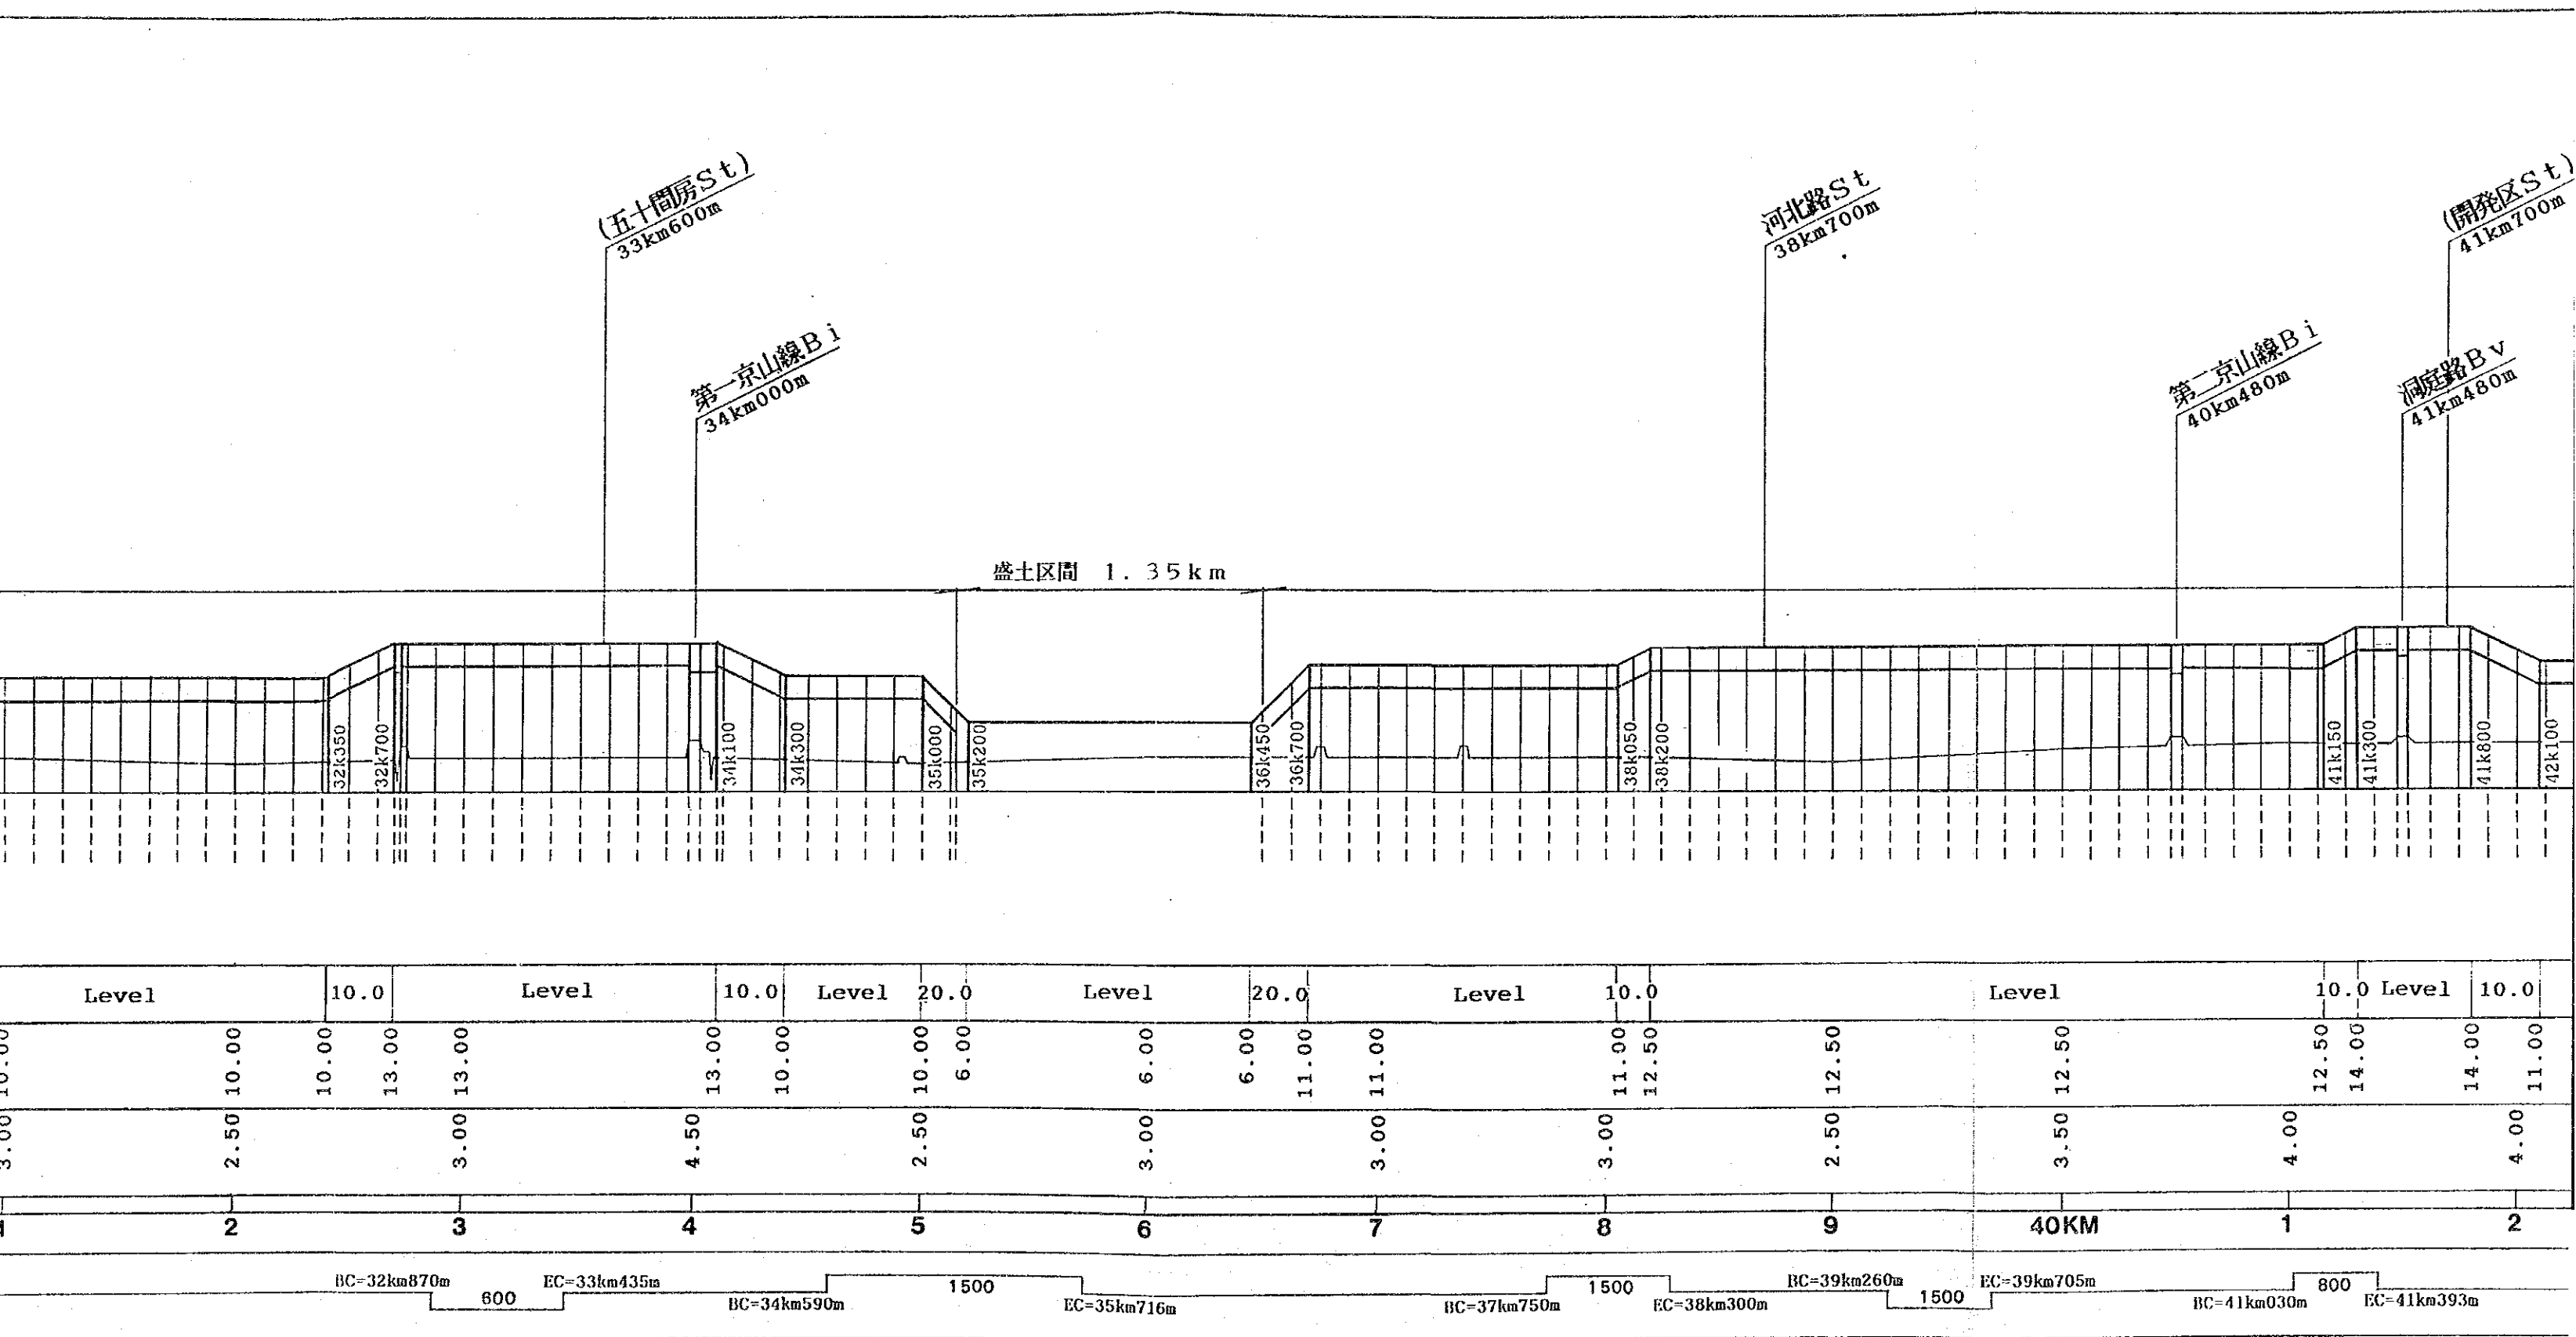 (五十間房Ｓｔ)
33km600m
第一京山線Ｂｉ
34km000m
河北路Ｓｔ
38km700m
第二京山線Ｂｉ
40km480m
洞庭路Ｂｖ
41km480m
(開発区Ｓｔ)
41km700m
盛土区間 １．３５ｋｍ
32k350
32k700
34k100
34k300
35k000
35k200
36k450
36k700
38k050
38k200
41k150
41k300
41k800
42k100
Level 10.0 Level 10.0 Level 20.0 Level 20.0 Level 10.0 Level 10.0 Level 10.0
10.00 10.00 10.00 13.00 13.00 13.00 10.00 10.00 6.00 6.00 6.00 11.00 11.00 11.00 12.50 12.50 12.50 12.50 14.00 14.00 11.00
3.00 2.50 3.00 4.50 2.50 3.00 3.00 3.00 2.50 3.50 4.00 4.00
1 2 3 4 5 6 7 8 9 40KM 1 2
BC=32km870m
600
EC=33km435m
BC=34km590m
1500
EC=35km716m
BC=37km750m
1500
EC=38km300m
BC=39km260m
1500
EC=39km705m
BC=41km030m
800
EC=41km393m